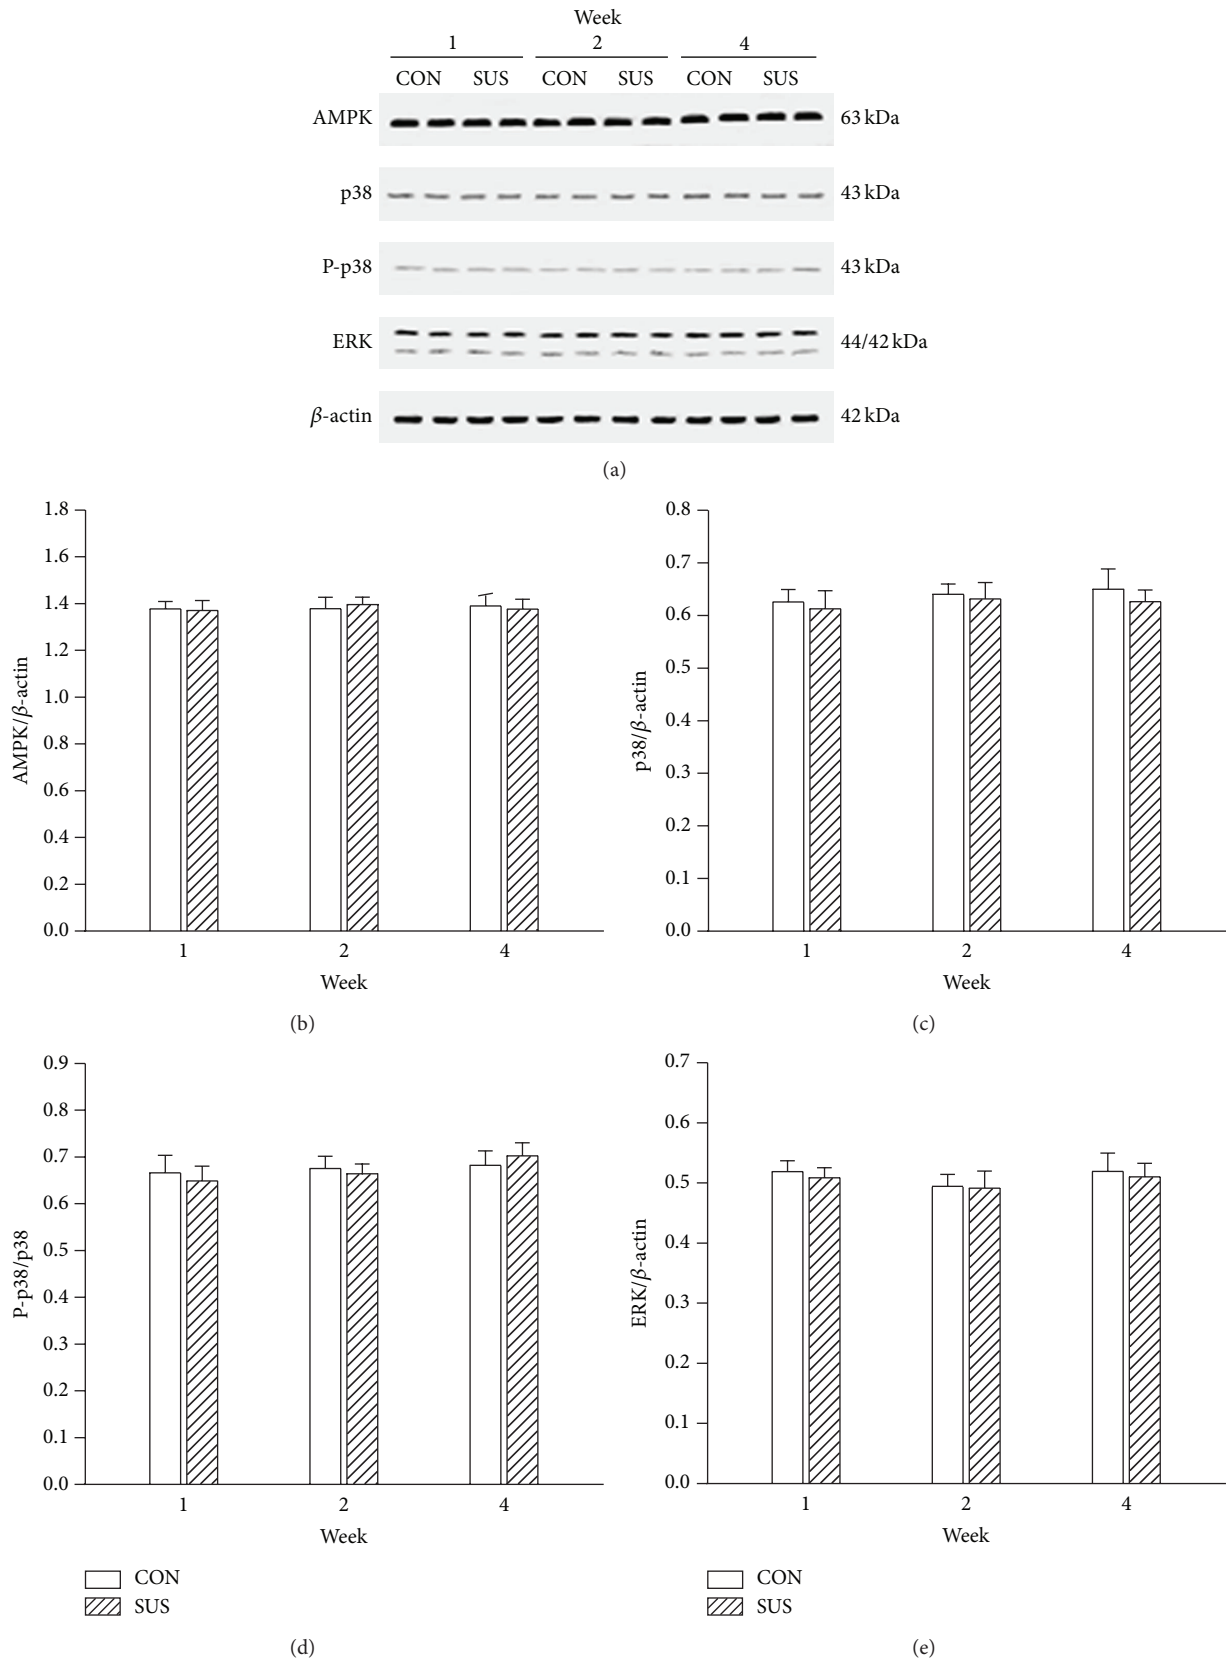 Week
1 2 4
CON SUS CON SUS CON SUS
AMPK 63 kDa
p38 43 kDa
P-p38 43 kDa
ERK 44/42 kDa
β-actin 42 kDa
(a)
1.8
1.6
1.4
1.2
1.0
0.8
0.6
0.4
0.2
0.0
AMPK/β-actin
1 2 4
Week
(b)
0.8
0.7
0.6
0.5
0.4
0.3
0.2
0.1
0.0
p38/β-actin
1 2 4
Week
(c)
0.9
0.8
0.7
0.6
0.5
0.4
0.3
0.2
0.1
0.0
P-p38/p38
1 2 4
Week
CON
SUS
(d)
0.7
0.6
0.5
0.4
0.3
0.2
0.1
0.0
ERK/β-actin
1 2 4
Week
CON
SUS
(e)